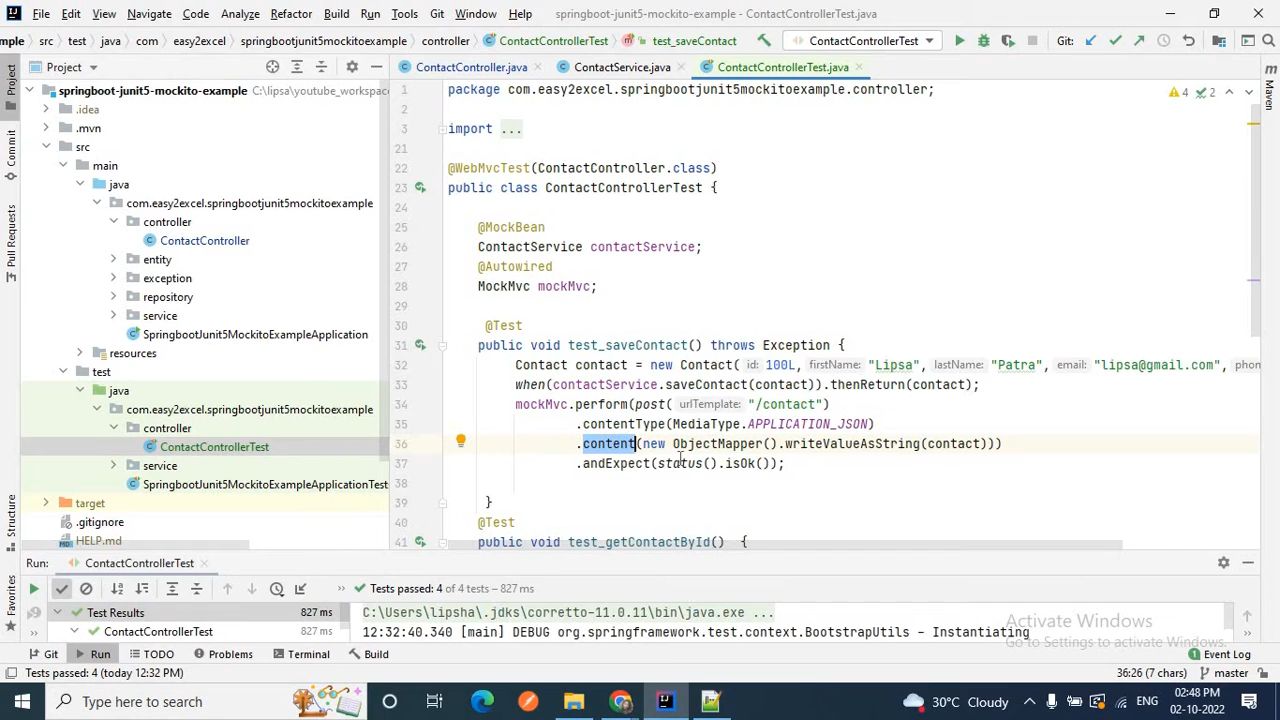 File Edit View Navigate Code Analyze Refactor Build Run Tools Git Window Help springboot-junit5-mockito-example - ContactControllerTest.java
mple src test java com easy2excel springbootjunit5mockitoexample controller ContactControllerTest test_saveContact ContactControllerTest Git:
Project
ContactController.java ContactService.java ContactControllerTest.java
springboot-junit5-mockito-example C:\lipsa\youtube_workspace
.idea
.mvn
src
main
java
com.easy2excel.springbootjunit5mockitoexample
controller
ContactController
entity
exception
repository
service
SpringbootJunit5MockitoExampleApplication
resources
test
java
com.easy2excel.springbootjunit5mockitoexample
controller
ContactControllerTest
service
SpringbootJunit5MockitoExampleApplicationTest
target
.gitignore
HELP.md
1 package com.easy2excel.springbootjunit5mockitoexample.controller;
2
3 import ...
21
22 @WebMvcTest(ContactController.class)
23 public class ContactControllerTest {
24
25 @MockBean
26 ContactService contactService;
27 @Autowired
28 MockMvc mockMvc;
29
30 @Test
31 public void test_saveContact() throws Exception {
32 Contact contact = new Contact( id: 100L, firstName: "Lipsa", lastName: "Patra", email: "lipsa@gmail.com", phon
33 when(contactService.saveContact(contact)).thenReturn(contact);
34 mockMvc.perform(post( urlTemplate: "/contact")
35 .contentType(MediaType.APPLICATION_JSON)
36 .content(new ObjectMapper().writeValueAsString(contact)))
37 .andExpect(status().isOk());
38
39 }
40 @Test
41 public void test_getContactById() {
4 2
Project
Commit
Pull Requests
Structure
Favorites
Maven
Run: ContactControllerTest
Tests passed: 4 of 4 tests – 827 ms
Test Results 827 ms
ContactControllerTest 827 ms
C:\Users\lipsha\.jdks\corretto-11.0.11\bin\java.exe ...
12:32:40.340 [main] DEBUG org.springframework.test.context.BootstrapUtils - Instantiating
Activate Windows
Go to Settings to activate Windows.
Git Run TODO Problems Terminal Build Event Log
Tests passed: 4 (today 12:32 PM) 36:26 (7 selected) master
Type here to search
30°C Cloudy ENG 02:48 PM
02-10-2022